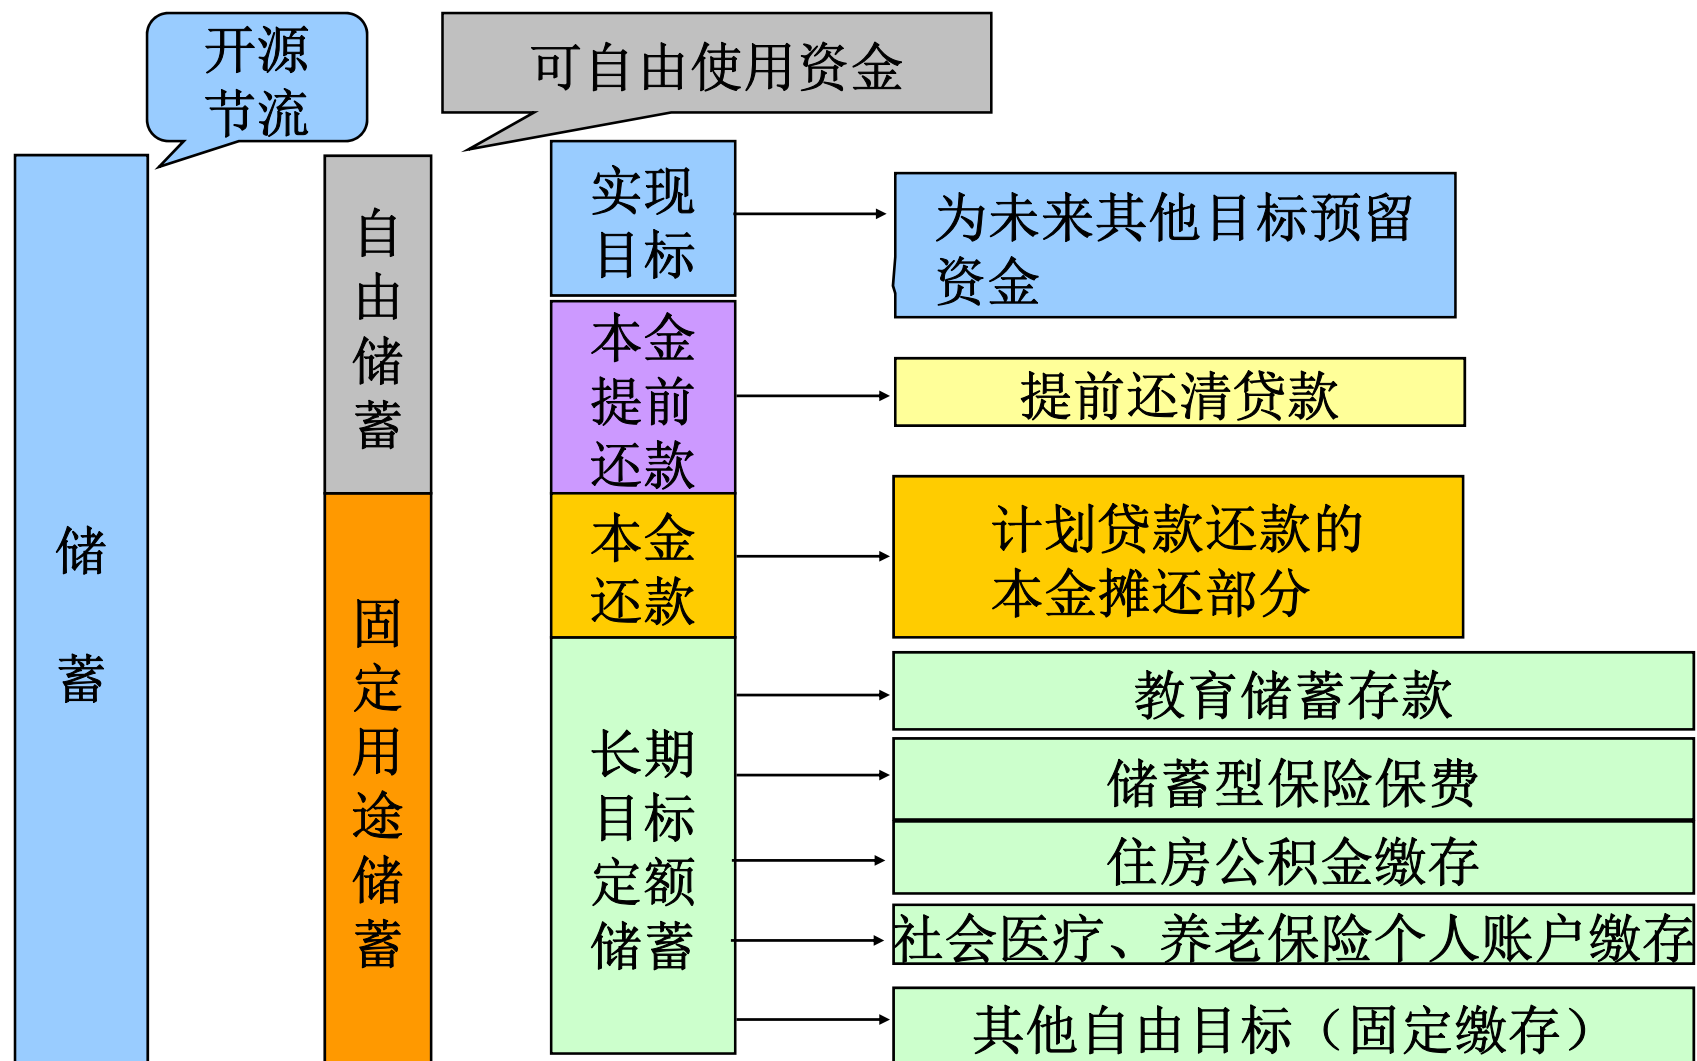 开源
节流
可自由使用资金
储
蓄
自
由
储
蓄
固
定
用
途
储
蓄
实现
目标
本金
提前
还款
本金
还款
长期
目标
定额
储蓄
为未来其他目标预留
资金
提前还清贷款
计划贷款还款的
本金摊还部分
教育储蓄存款
储蓄型保险保费
住房公积金缴存
社会医疗、养老保险个人账户缴存
其他自由目标（固定缴存）